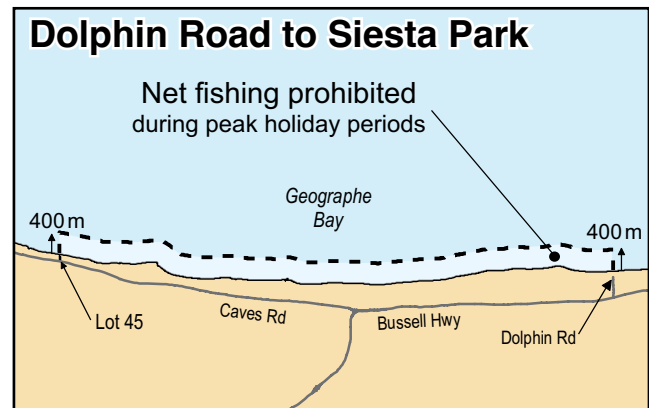 Dolphin Road to Siesta Park
Net fishing prohibited
during peak holiday periods
Geographe
Bay
400 m
400 m
Lot 45
Caves Rd
Bussell Hwy
Dolphin Rd